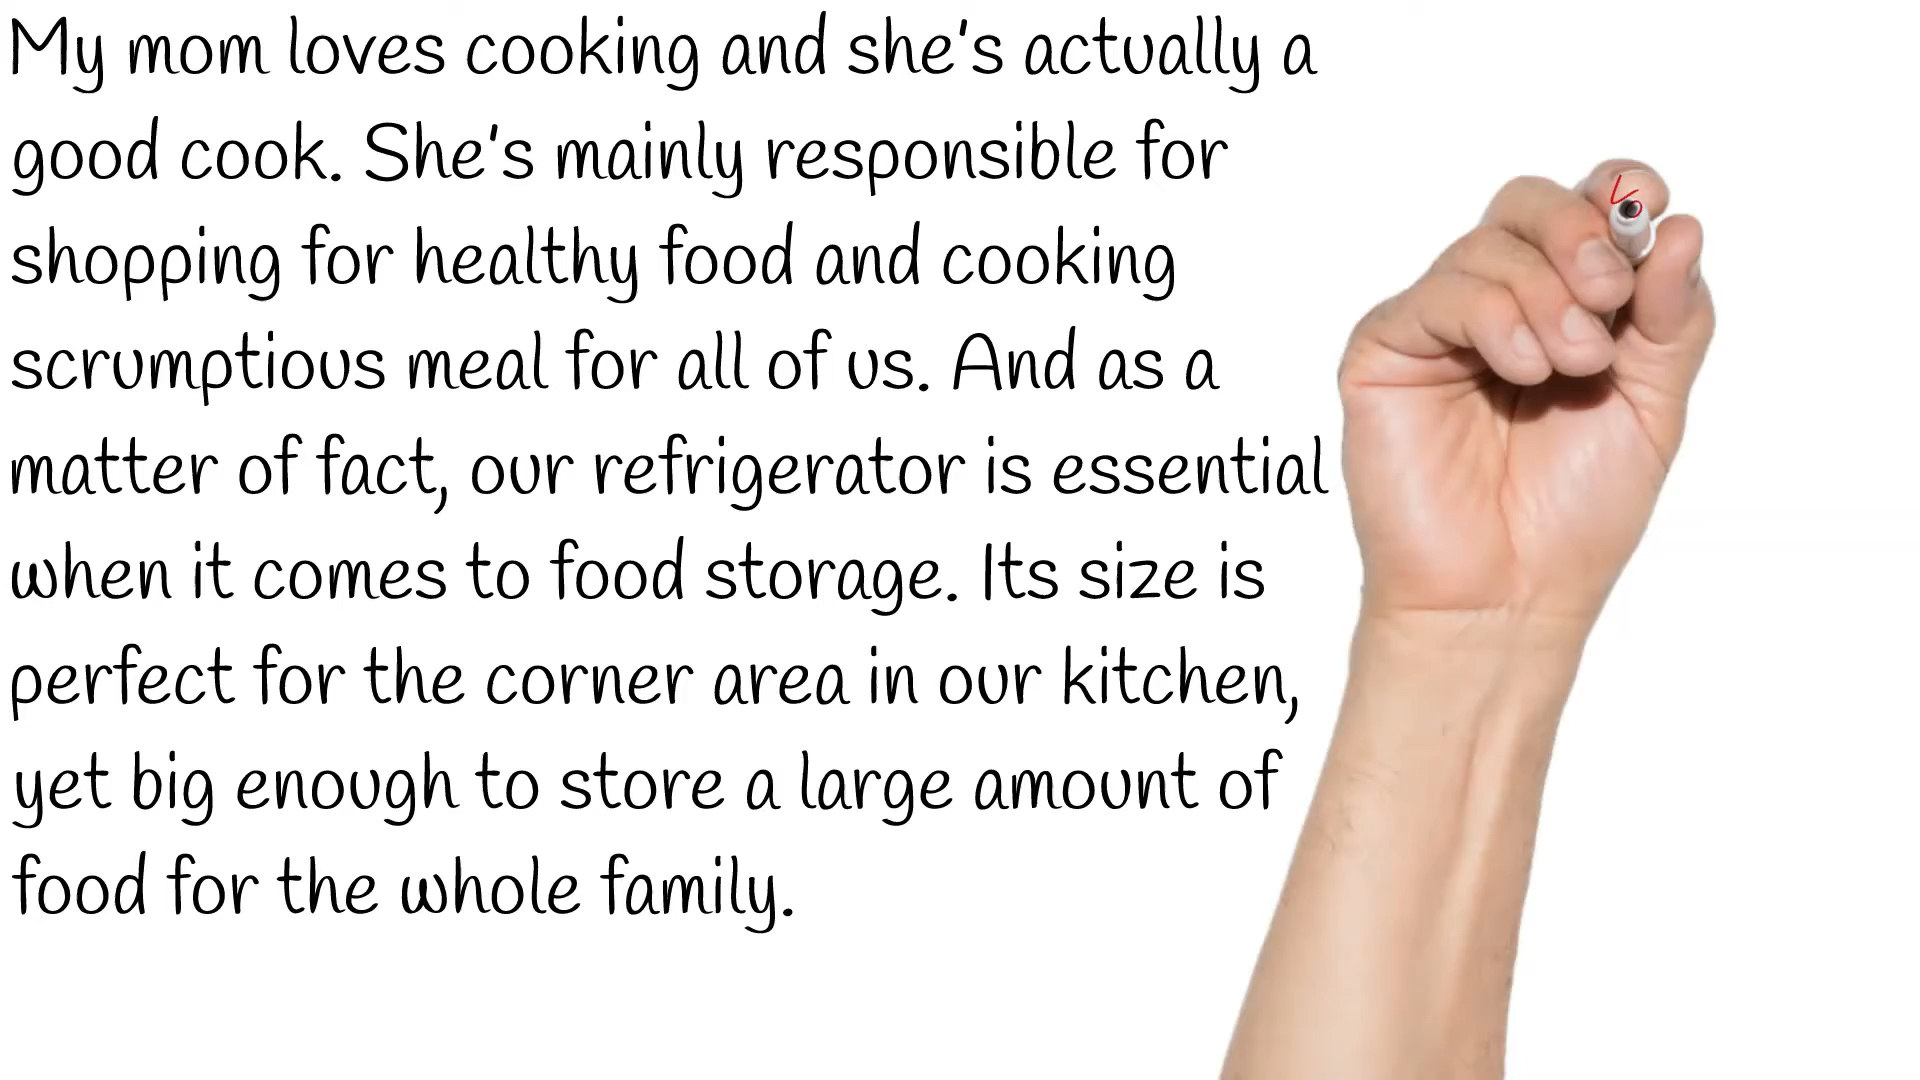 My mom loves cooking and she's actually a
good cook. She's mainly responsible for
shopping for healthy food and cooking
scrumptious meal for all of us. And as a
matter of fact, our refrigerator is essential
when it comes to food storage. Its size is
perfect for the corner area in our kitchen,
yet big enough to store a large amount of
food for the whole family.
Vo